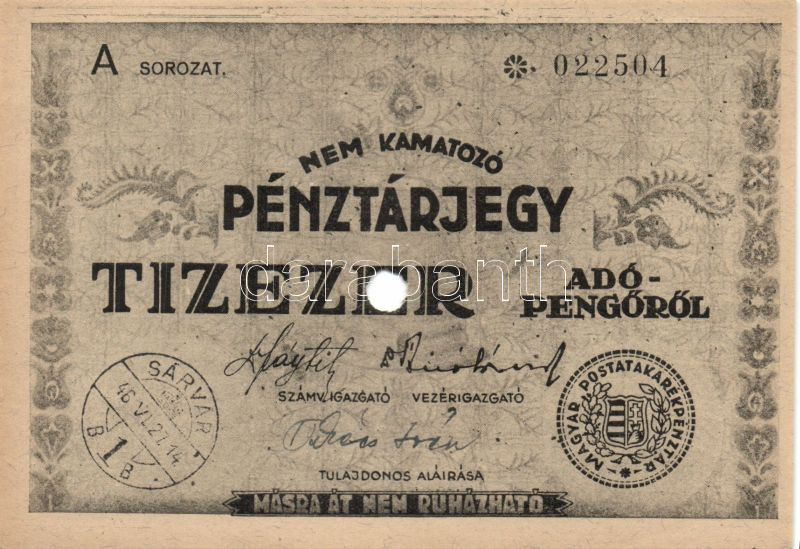 A SOROZAT. 022504
NEM KAMATOZÓ
PÉNZTÁRJEGY
TIZEZER ADÓ-
PENGŐRŐL
darabanth
SZÁMV. IGAZGATÓ VEZÉRIGAZGATÓ
SÁRVÁR
46 VI.27.14
B 1 B
MAGYAR POSTATAKARÉKPÉNZTÁR
TULAJDONOS ALÁIRÁSA
MÁSRA ÁT NEM RUHÁZHATÓ.